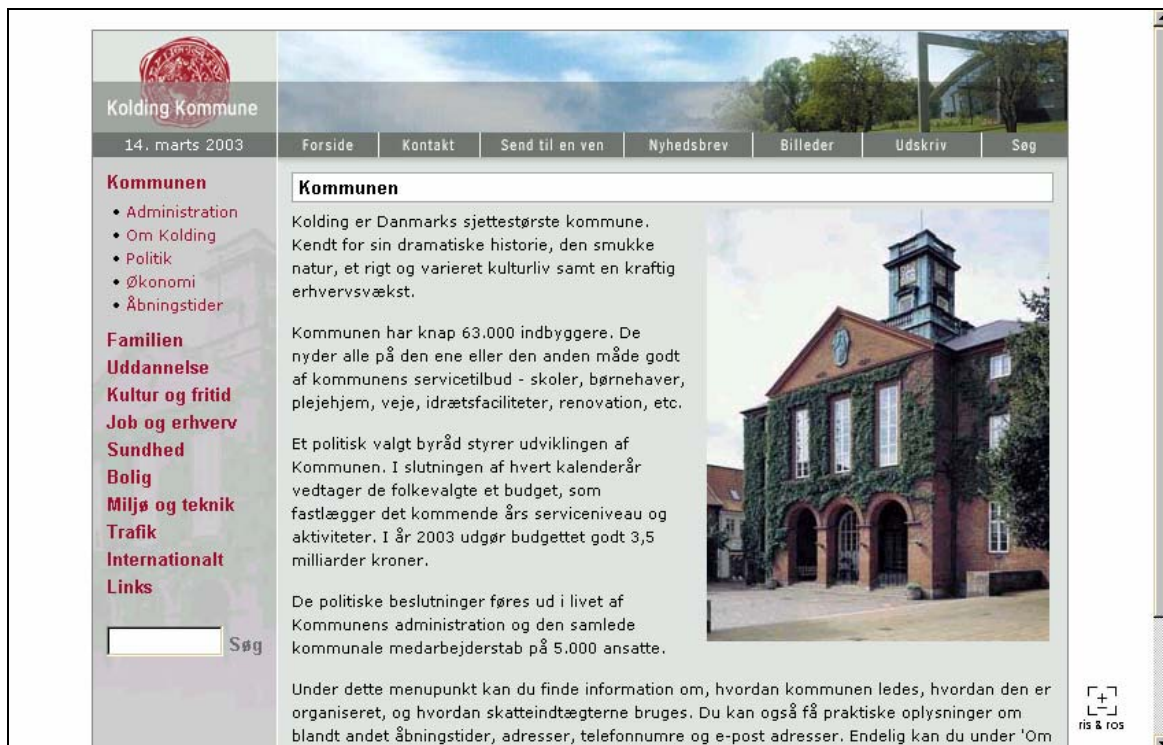 Kolding Kommune
14. marts 2003
Forside
Kontakt
Send til en ven
Nyhedsbrev
Billeder
Udskriv
Søg
Kommunen
• Administration
• Om Kolding
• Politik
• Økonomi
• Åbningstider
Familien
Uddannelse
Kultur og fritid
Job og erhverv
Sundhed
Bolig
Miljø og teknik
Trafik
Internationalt
Links
Søg
Kommunen
Kolding er Danmarks sjettestørste kommune.
Kendt for sin dramatiske historie, den smukke
natur, et rigt og varieret kulturliv samt en kraftig
erhvervsvækst.
Kommunen har knap 63.000 indbyggere. De
nyder alle på den ene eller den anden måde godt
af kommunens servicetilbud - skoler, børnehaver,
plejehjem, veje, idrætsfaciliteter, renovation, etc.
Et politisk valgt byråd styrer udviklingen af
Kommunen. I slutningen af hvert kalenderår
vedtager de folkevalgte et budget, som
fastlægger det kommende års serviceniveau og
aktiviteter. I år 2003 udgør budgettet godt 3,5
milliarder kroner.
De politiske beslutninger føres ud i livet af
Kommunens administration og den samlede
kommunale medarbejderstab på 5.000 ansatte.
Under dette menupunkt kan du finde information om, hvordan kommunen ledes, hvordan den er
organiseret, og hvordan skatteindtægterne bruges. Du kan også få praktiske oplysninger om
blandt andet åbningstider, adresser, telefonnumre og e-post adresser. Endelig kan du under 'Om
ris & ros